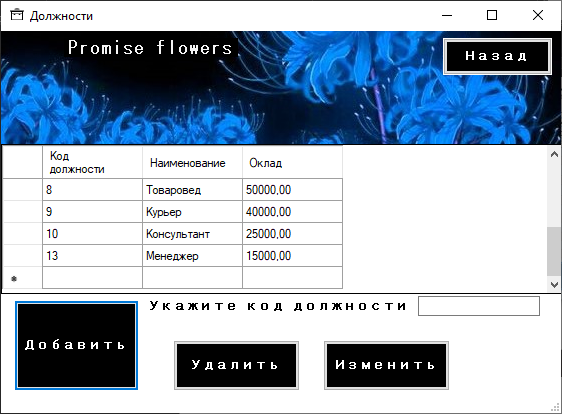 Должности
Promise flowers
Назад
Код должности Наименование Оклад
8 Товаровед 50000,00
9 Курьер 40000,00
10 Консультант 25000,00
13 Менеджер 15000,00
Укажите код должности
Добавить
Удалить
Изменить